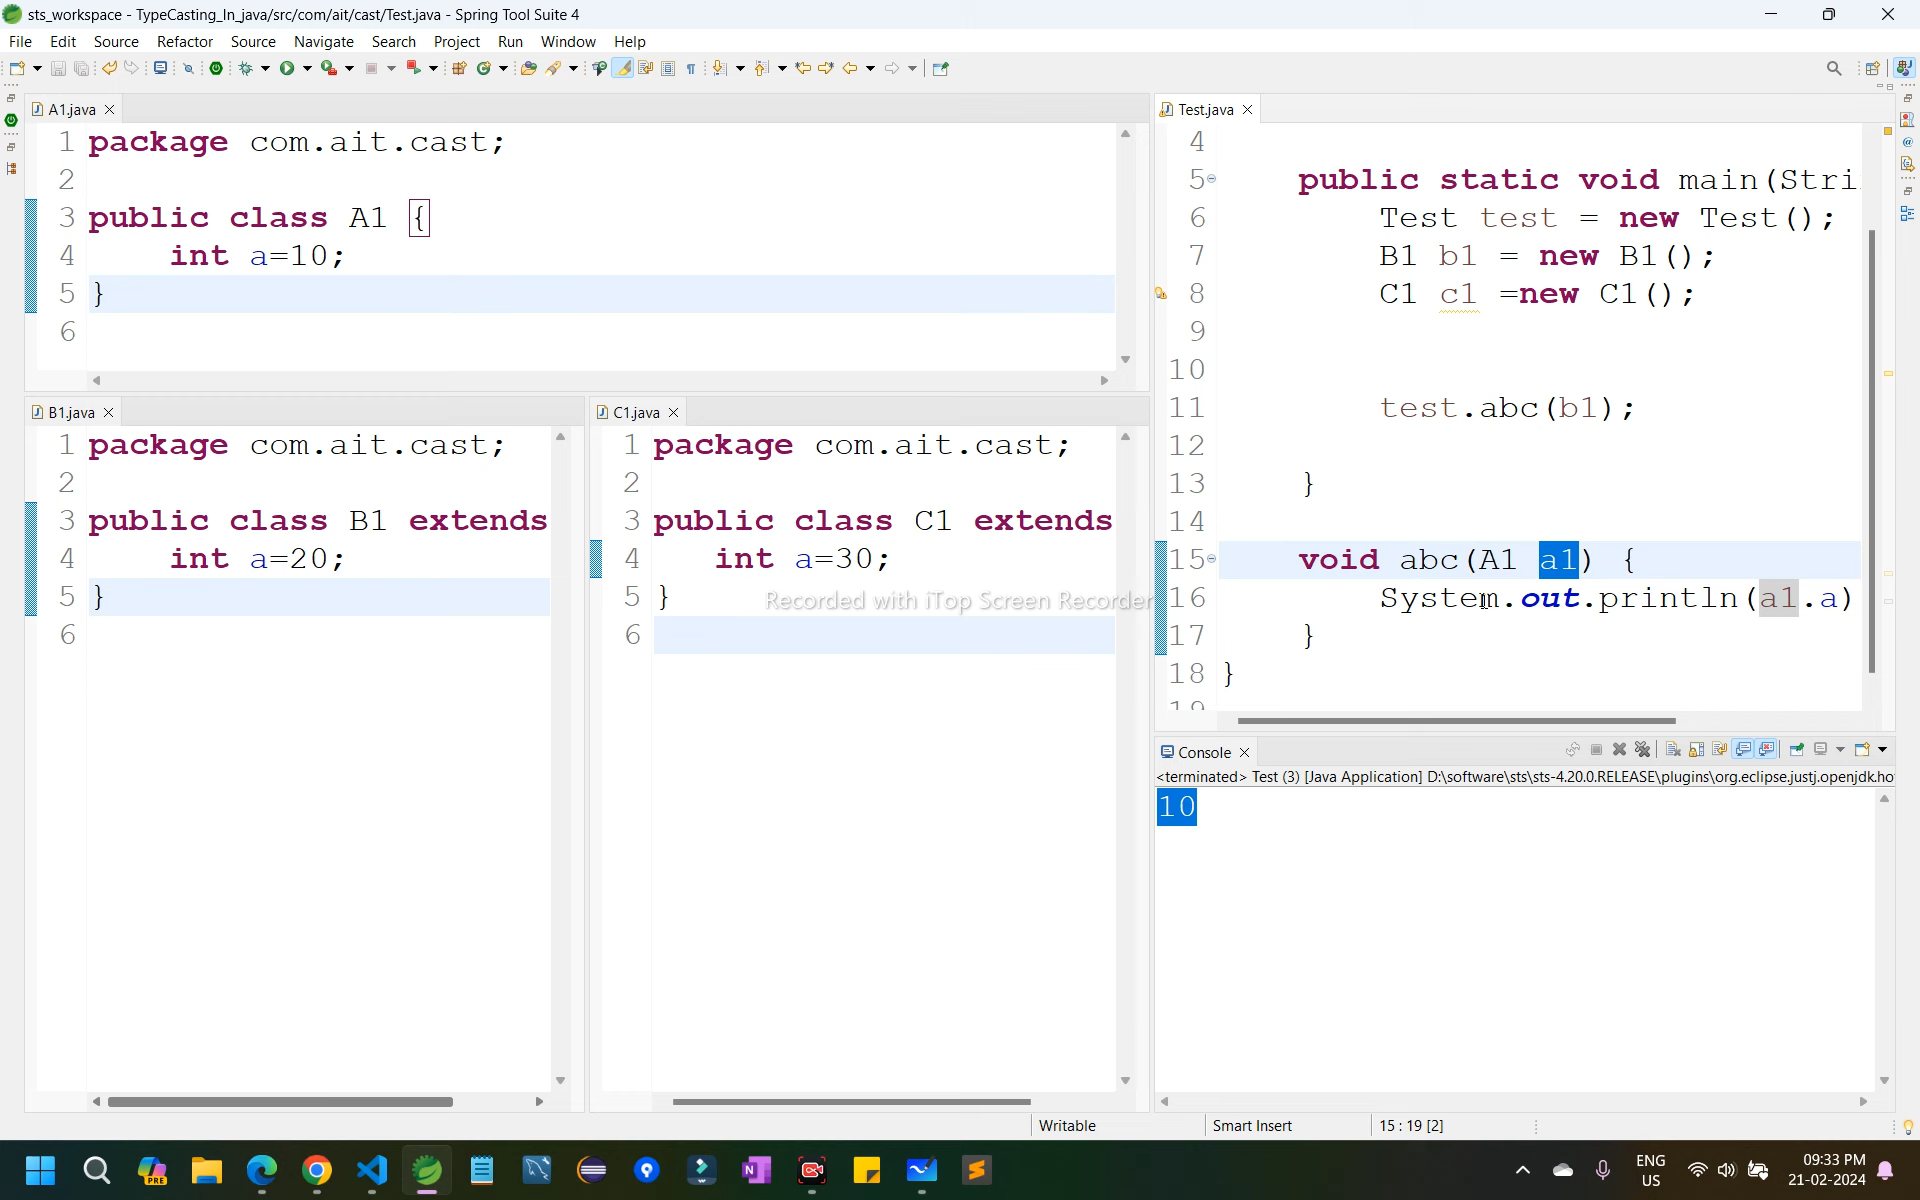 sts_workspace - TypeCasting_In_java/src/com/ait/cast/Test.java - Spring Tool Suite 4
File Edit Source Refactor Source Navigate Search Project Run Window Help
A1.java
1 package com.ait.cast;
2
3 public class A1 {
4 int a=10;
5 }
6
B1.java
1 package com.ait.cast;
2
3 public class B1 extends
4 int a=20;
5 }
6
C1.java
1 package com.ait.cast;
2
3 public class C1 extends
4 int a=30;
5 }
6
Recorded with iTop Screen Recorder
Test.java
4
5 public static void main(Stri
6 Test test = new Test();
7 B1 b1 = new B1();
8 C1 c1 =new C1();
9
10
11 test.abc(b1);
12
13 }
14
15 void abc(A1 a1) {
16 System.out.println(a1.a)
17 }
18 }
19
Console
<terminated> Test (3) [Java Application] D:\software\sts\sts-4.20.0.RELEASE\plugins\org.eclipse.justj.openjdk.ho
10
Writable Smart Insert 15 : 19 [2]
PRE
ENG
US
09:33 PM
21-02-2024